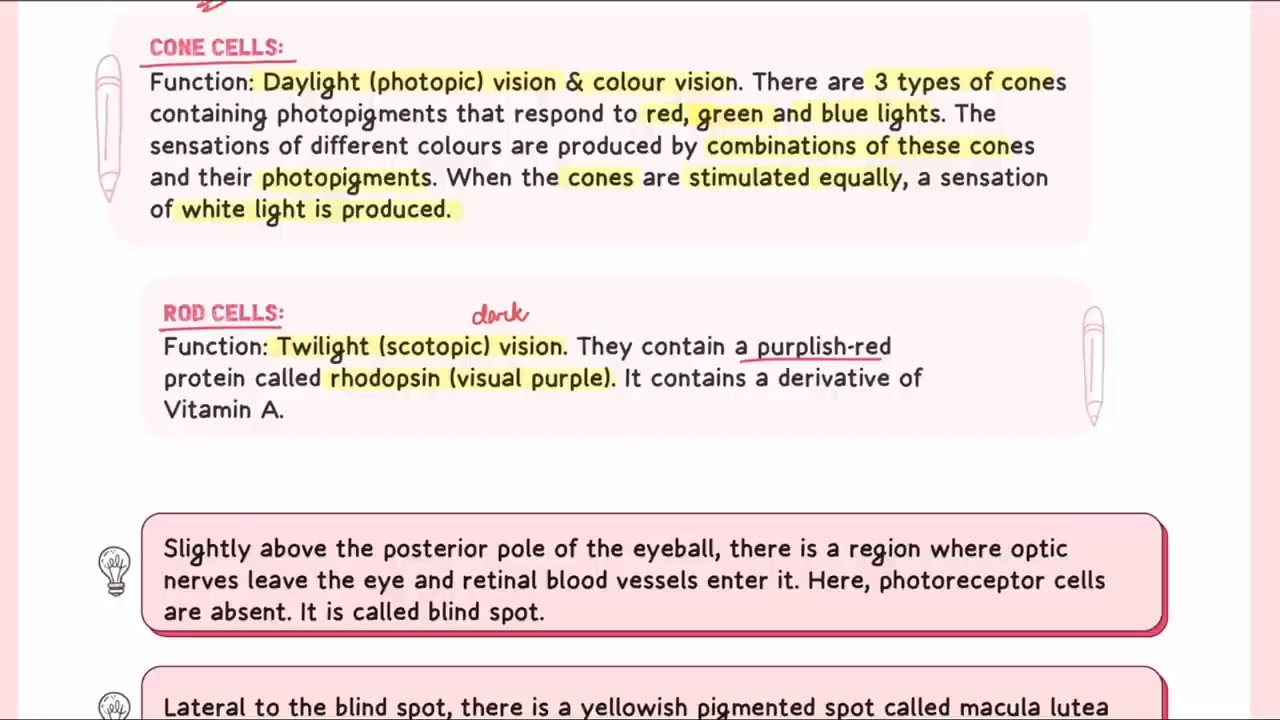 CONE CELLS:
Function: Daylight (photopic) vision & colour vision. There are 3 types of cones
containing photopigments that respond to red, green and blue lights. The
sensations of different colours are produced by combinations of these cones
and their photopigments. When the cones are stimulated equally, a sensation
of white light is produced.
ROD CELLS:
dark
Function: Twilight (scotopic) vision. They contain a purplish-red
protein called rhodopsin (visual purple). It contains a derivative of
Vitamin A.
Slightly above the posterior pole of the eyeball, there is a region where optic
nerves leave the eye and retinal blood vessels enter it. Here, photoreceptor cells
are absent. It is called blind spot.
Lateral to the blind spot, there is a yellowish pigmented spot called macula lutea